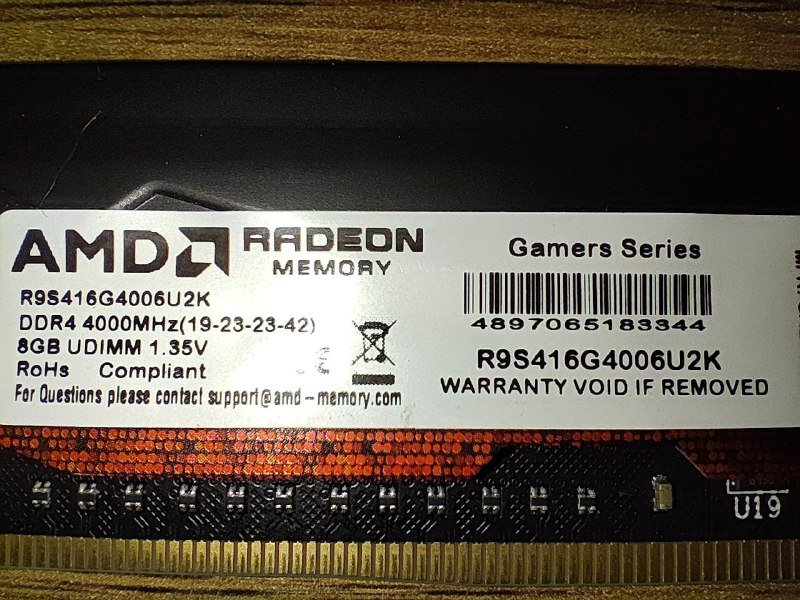 AMD RADEON
MEMORY
R9S416G4006U2K
DDR4 4000MHz(19-23-23-42)
8GB UDIMM 1.35V
RoHs Compliant
For Questions please contact support@amd-memory.com
Gamers Series
4897065183344
R9S416G4006U2K
WARRANTY VOID IF REMOVED
U19